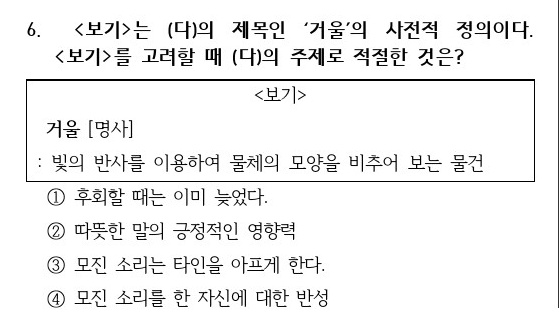 6. <보기>는 (다)의 제목인 ‘거울’의 사전적 정의이다.
<보기>를 고려할 때 (다)의 주제로 적절한 것은?
<보기>
거울 [명사]
: 빛의 반사를 이용하여 물체의 모양을 비추어 보는 물건
① 후회할 때는 이미 늦었다.
② 따뜻한 말의 긍정적인 영향력
③ 모진 소리는 타인을 아프게 한다.
④ 모진 소리를 한 자신에 대한 반성